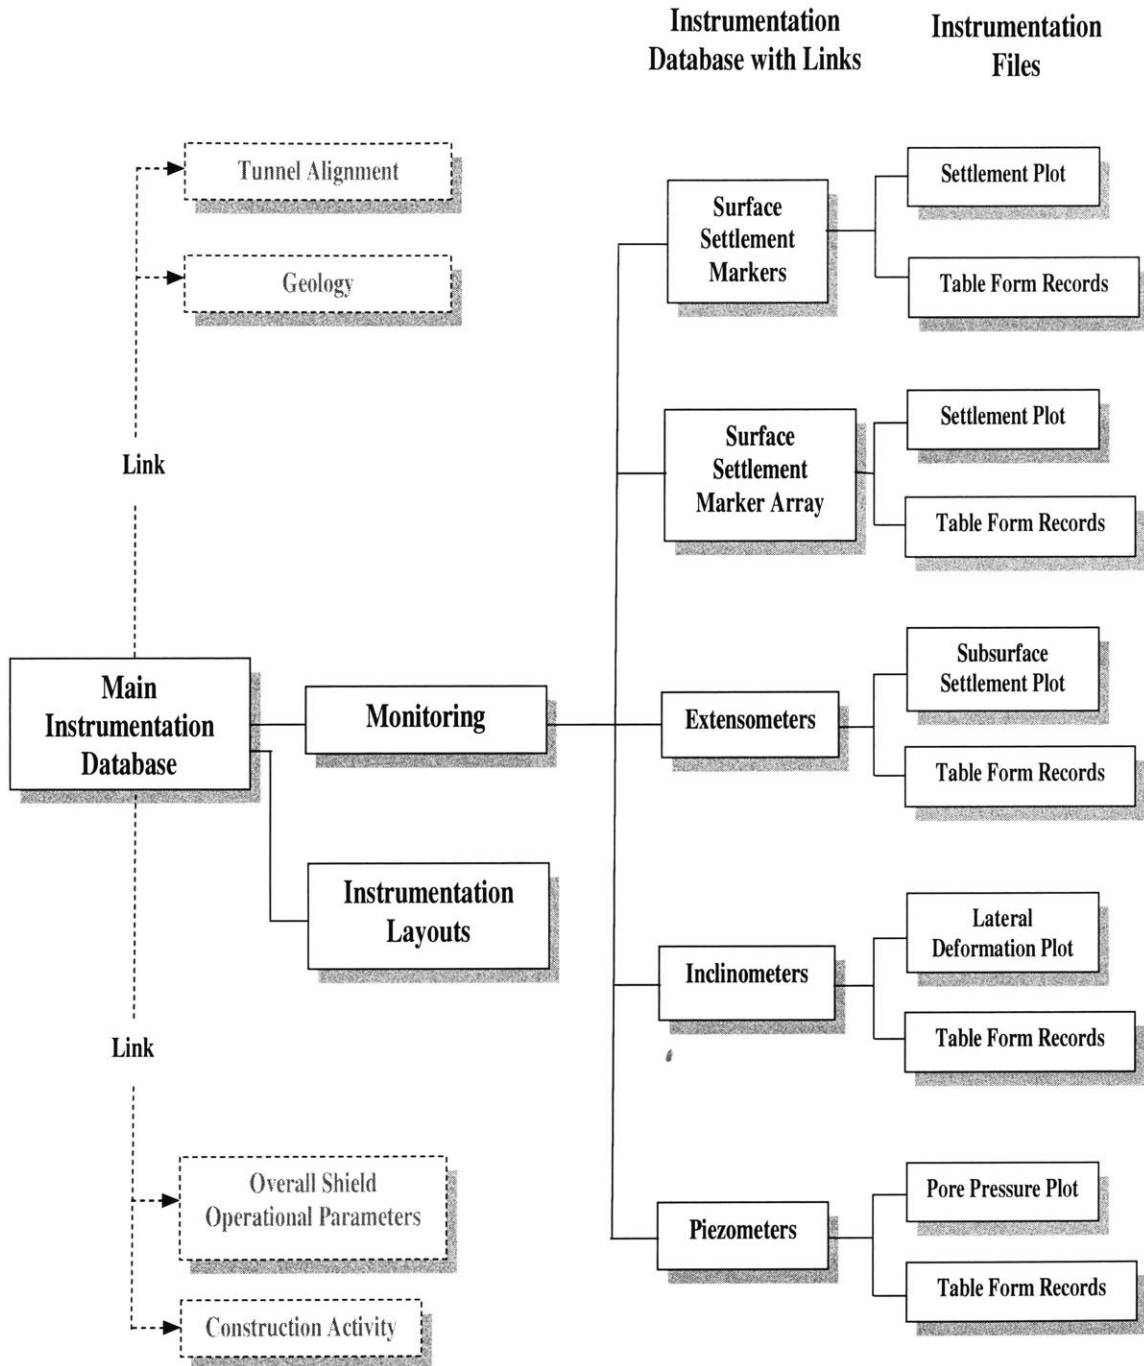 Instrumentation
Database with Links
Instrumentation
Files
Tunnel Alignment
Geology
Link
Main
Instrumentation
Database
Monitoring
Instrumentation
Layouts
Link
Overall Shield
Operational Parameters
Construction Activity
Surface
Settlement
Markers
Settlement Plot
Table Form Records
Surface
Settlement
Marker Array
Settlement Plot
Table Form Records
Extensometers
Subsurface
Settlement Plot
Table Form Records
Inclinometers
Lateral
Deformation Plot
Table Form Records
Piezometers
Pore Pressure Plot
Table Form Records